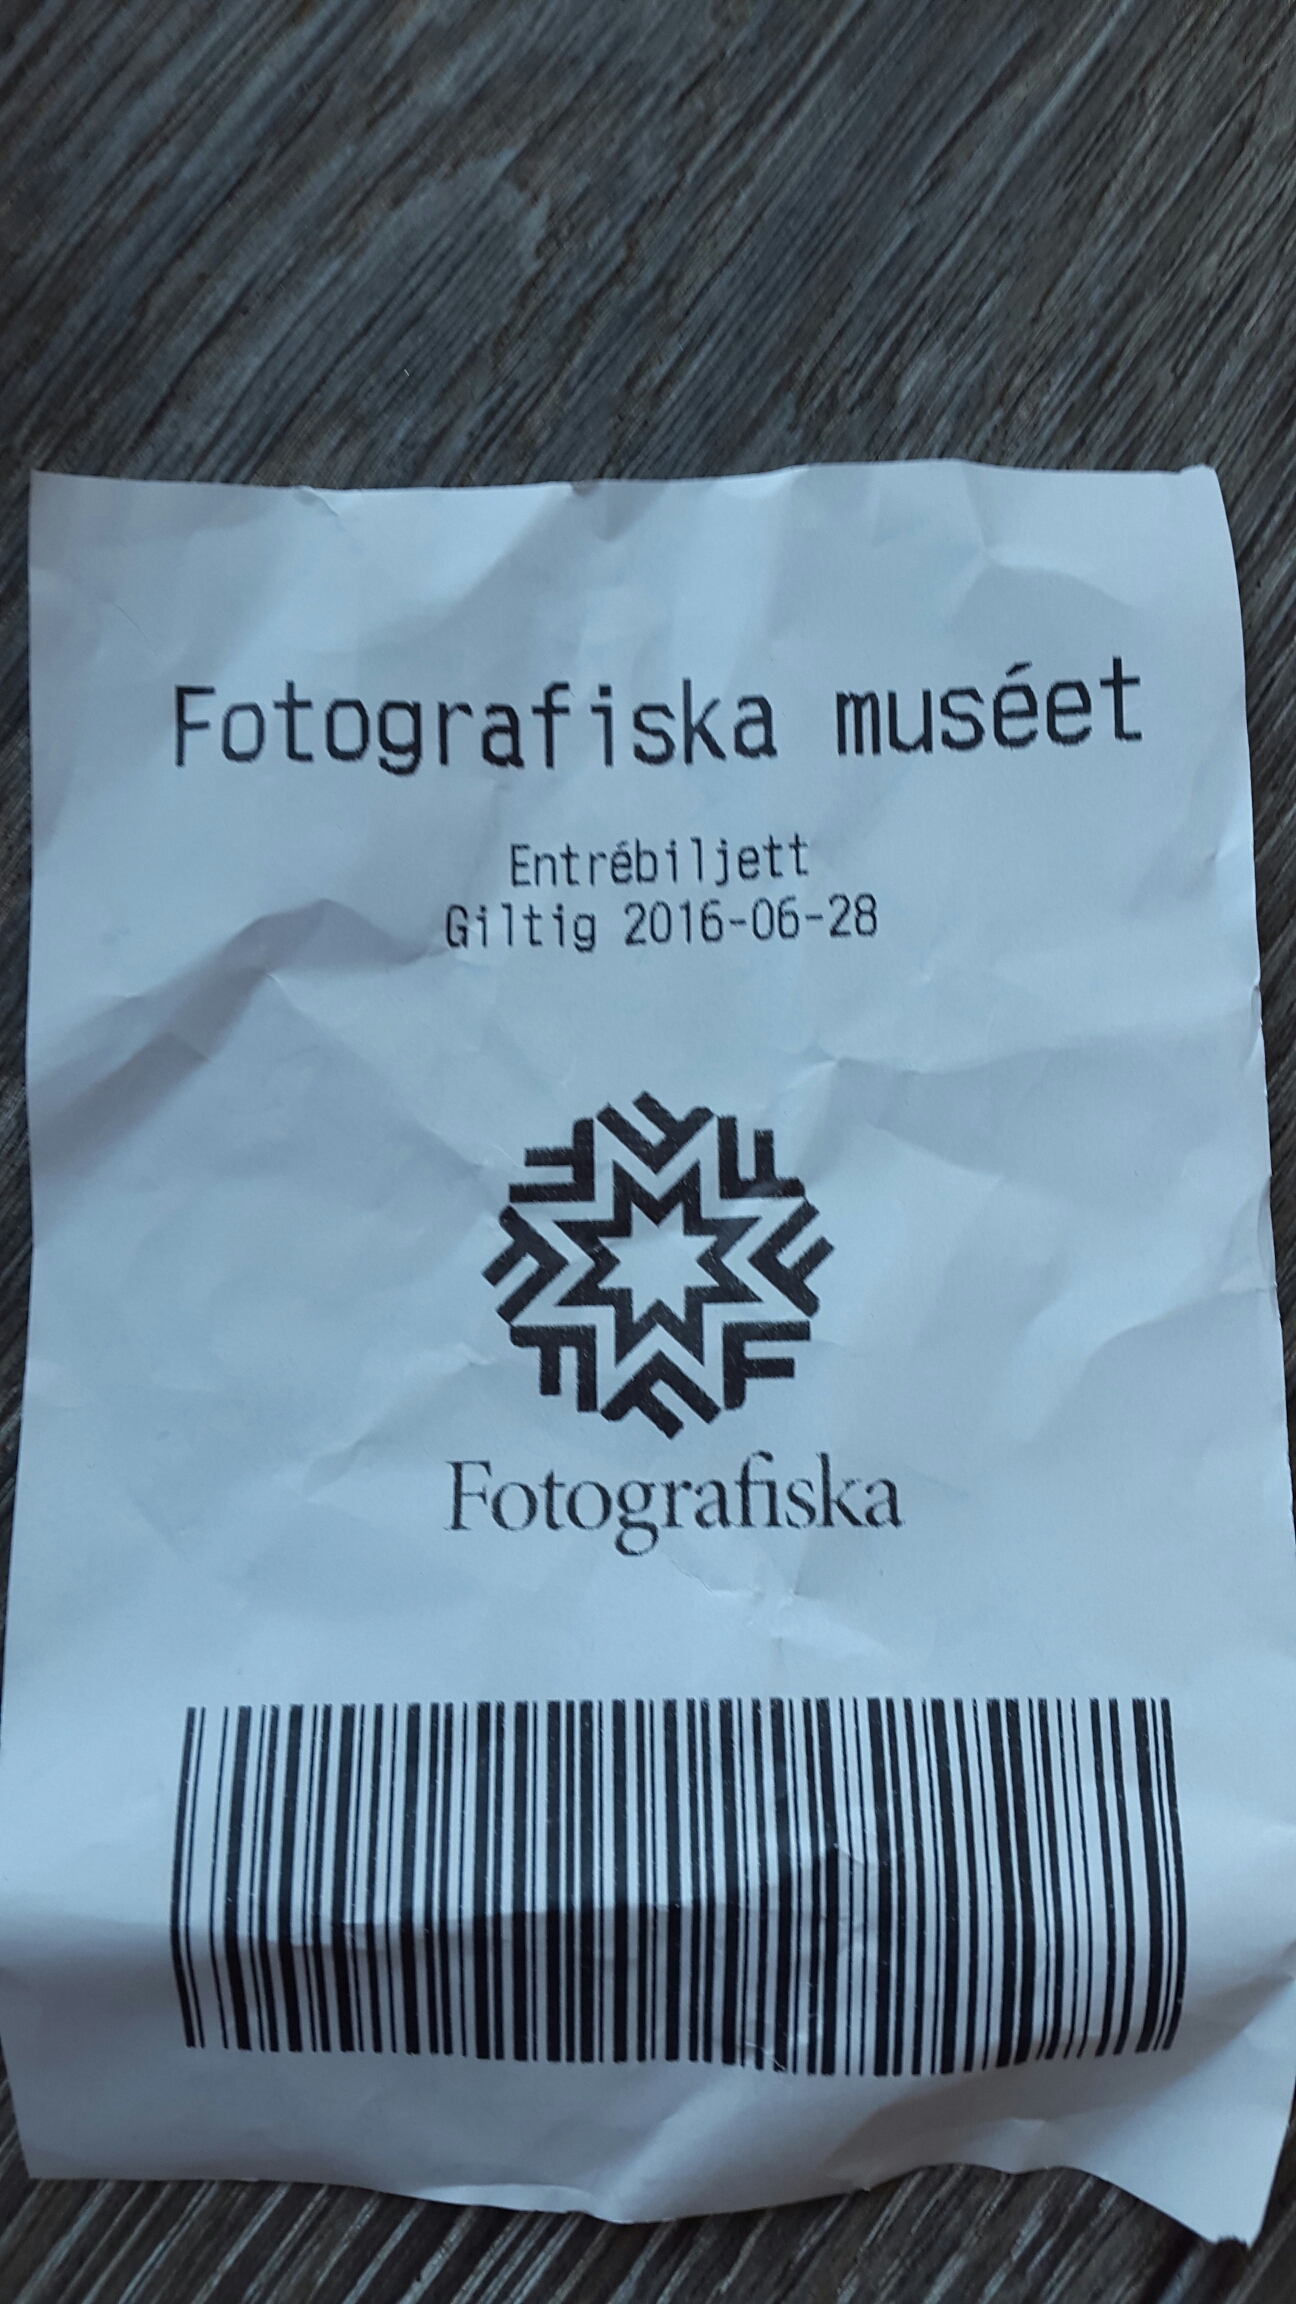 Fotografiska muséet
Entrébiljett
Giltig 2016-06-28
Fotografiska